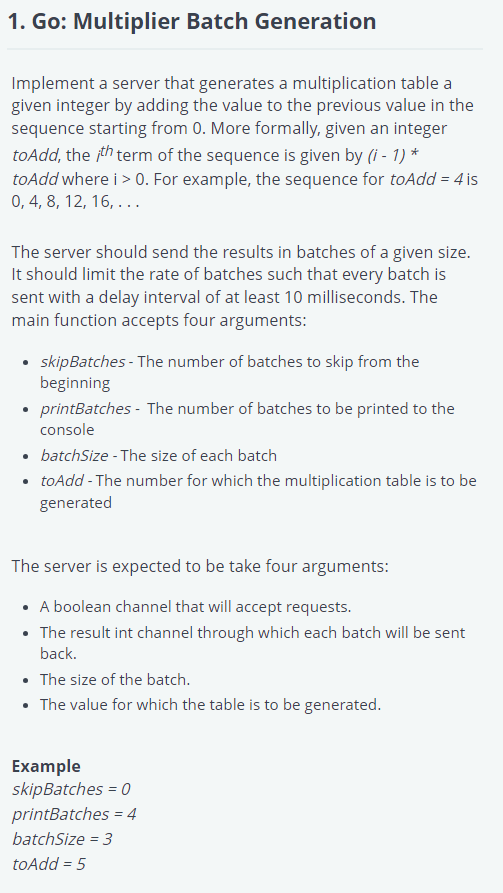 1. Go: Multiplier Batch Generation
Implement a server that generates a multiplication table a
given integer by adding the value to the previous value in the
sequence starting from 0. More formally, given an integer
toAdd, the ith term of the sequence is given by (i - 1) *
toAdd where i > 0. For example, the sequence for toAdd = 4 is
0, 4, 8, 12, 16, . . .
The server should send the results in batches of a given size.
It should limit the rate of batches such that every batch is
sent with a delay interval of at least 10 milliseconds. The
main function accepts four arguments:
• skipBatches - The number of batches to skip from the
beginning
• printBatches - The number of batches to be printed to the
console
• batchSize - The size of each batch
• toAdd - The number for which the multiplication table is to be
generated
The server is expected to be take four arguments:
• A boolean channel that will accept requests.
• The result int channel through which each batch will be sent
back.
• The size of the batch.
• The value for which the table is to be generated.
Example
skipBatches = 0
printBatches = 4
batchSize = 3
toAdd = 5